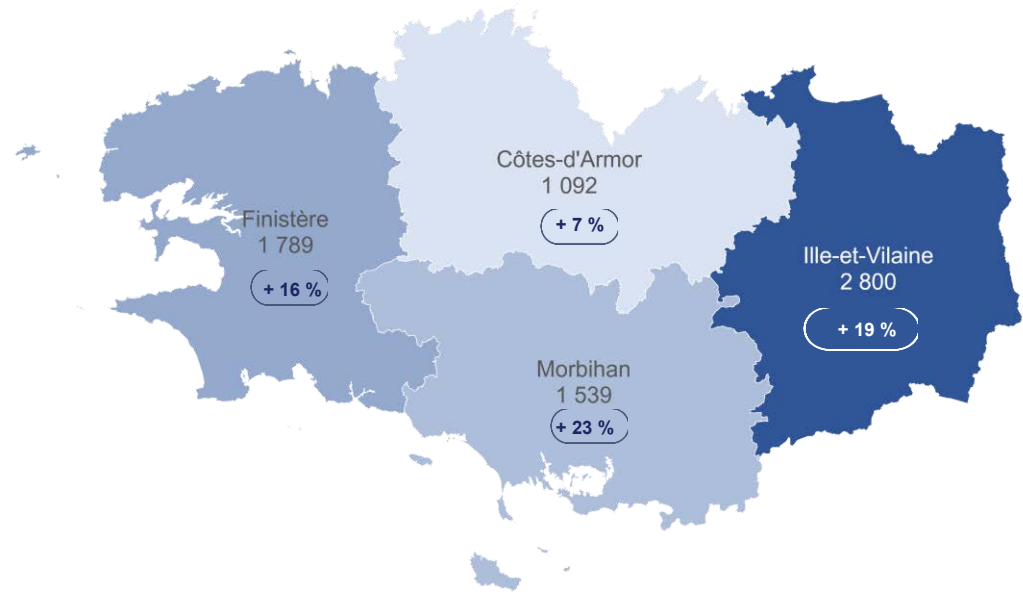 Côtes-d'Armor
1 092
+ 7 %
Finistère
1 789
+ 16 %
Ille-et-Vilaine
2 800
+ 19 %
Morbihan
1 539
+ 23 %